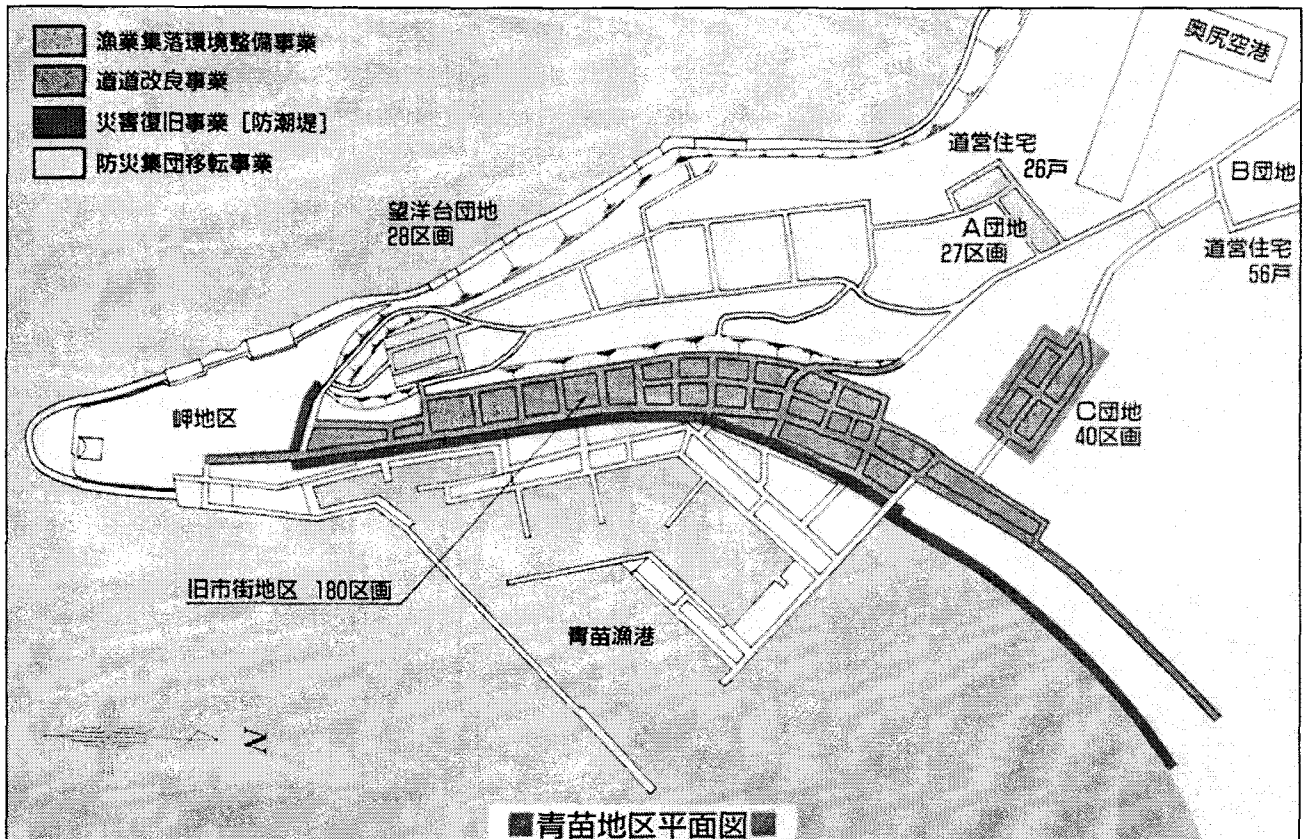 漁業集落環境整備事業
道道改良事業
災害復旧事業［防潮堤］
防災集団移転事業
奥尻空港
道営住宅
26戸
B団地
望洋台団地
28区画
A団地
27区画
道営住宅
56戸
岬地区
C団地
40区画
旧市街地区 180区画
青苗漁港
N
■青苗地区平面図■